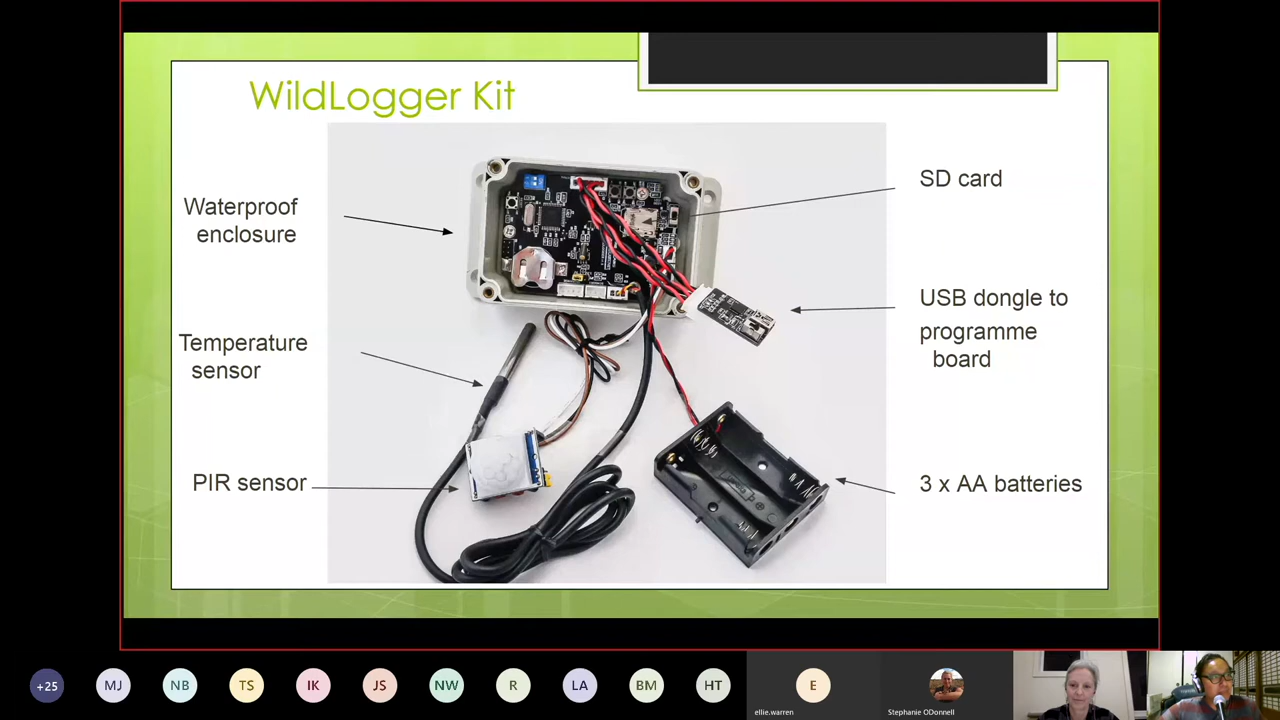 WildLogger Kit
Waterproof
enclosure
Temperature
sensor
PIR sensor
SD card
USB dongle to
programme
board
3 x AA batteries
+25
MJ
NB
TS
IK
JS
NW
R
LA
BM
HT
E
ellie.warren
Stephanie ODonnell